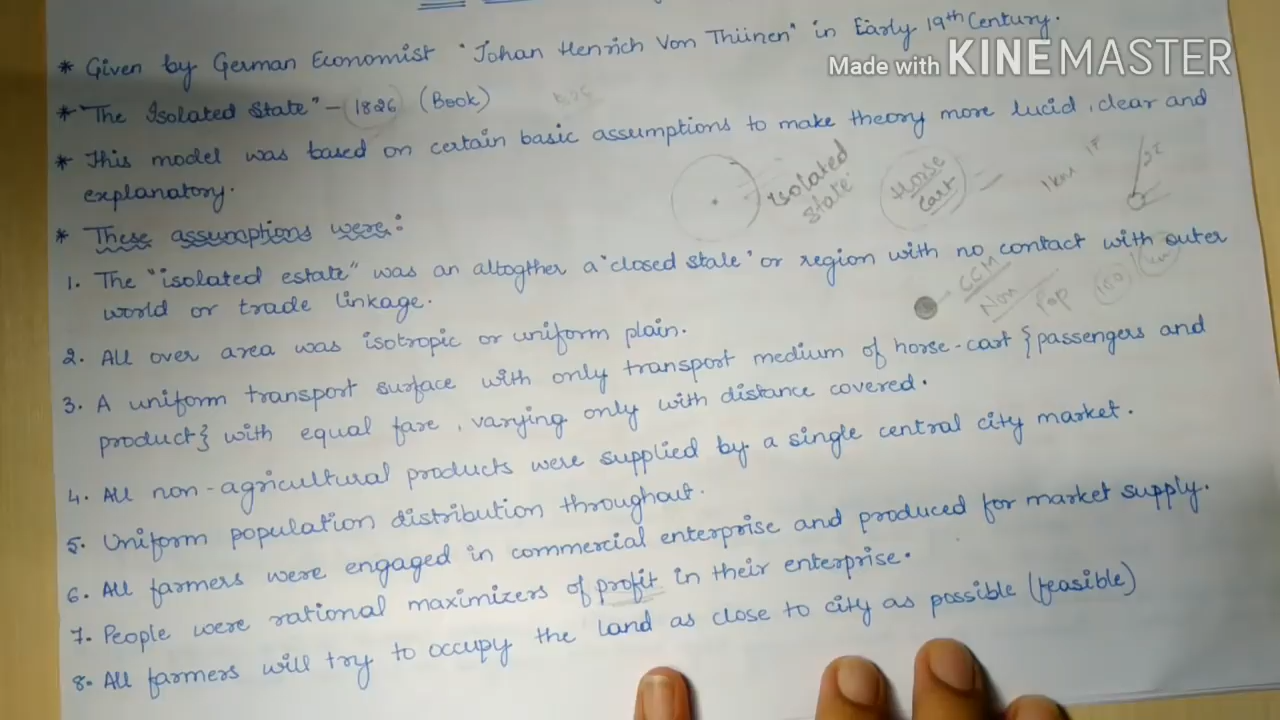 * Given by German Economist "Johan Henrich Von Thünen" in Early 19th Century.
Made with KINEMASTER
* "The Isolated State" – 1826 (Book)
* This model was based on certain basic assumptions to make theory more lucid, clear and
explanatory.
isolated
state
Horse
Cart
1km 1₹
* These assumptions were:
1. The "isolated estate" was an altogther a 'closed state' or region with no contact with outer
world or trade linkage.
CCM
Non
Pop
100
2. All over area was isotropic or uniform plain.
3. A uniform transport surface with only transport medium of horse-cart {passengers and
product} with equal fare, varying only with distance covered.
4. All non-agricultural products were supplied by a single central city market.
5. Uniform population distribution throughout.
6. All farmers were engaged in commercial enterprise and produced for market supply.
7. People were rational maximizers of profit in their enterprise.
8. All farmers will try to occupy the land as close to city as possible (feasible)